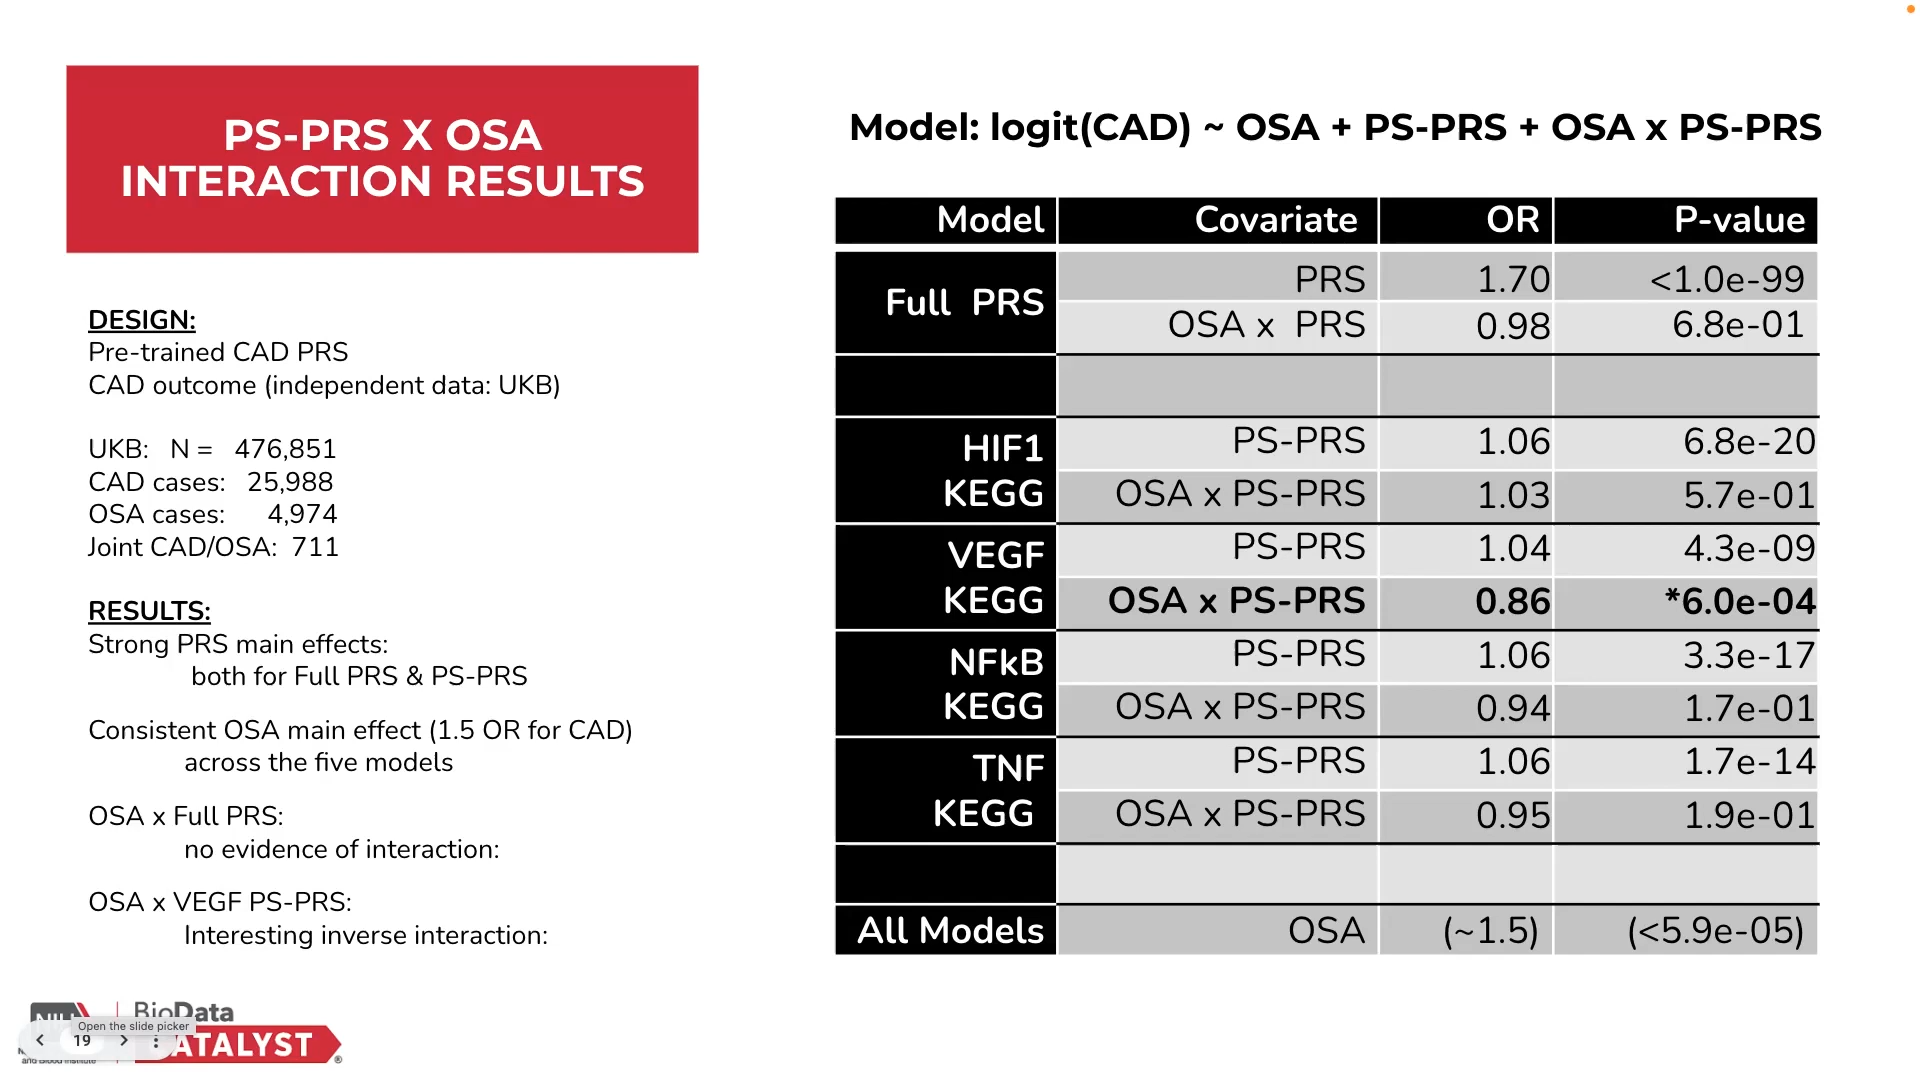 PS-PRS X OSA
INTERACTION RESULTS
DESIGN:
Pre-trained CAD PRS
CAD outcome (independent data: UKB)
UKB: N = 476,851
CAD cases: 25,988
OSA cases: 4,974
Joint CAD/OSA: 711
RESULTS:
Strong PRS main effects:
both for Full PRS & PS-PRS
Consistent OSA main effect (1.5 OR for CAD)
across the five models
OSA x Full PRS:
no evidence of interaction:
OSA x VEGF PS-PRS:
Interesting inverse interaction:
Model: logit(CAD) ~ OSA + PS-PRS + OSA x PS-PRS
Model Covariate OR P-value
Full PRS
PRS 1.70 <1.0e-99
OSA x PRS 0.98 6.8e-01
HIF1
KEGG
PS-PRS 1.06 6.8e-20
OSA x PS-PRS 1.03 5.7e-01
VEGF
KEGG
PS-PRS 1.04 4.3e-09
OSA x PS-PRS 0.86 *6.0e-04
NFkB
KEGG
PS-PRS 1.06 3.3e-17
OSA x PS-PRS 0.94 1.7e-01
TNF
KEGG
PS-PRS 1.06 1.7e-14
OSA x PS-PRS 0.95 1.9e-01
All Models OSA (~1.5) (<5.9e-05)
NIH
BioData
ATALYST®
Open the slide picker
19
and Blood Institute